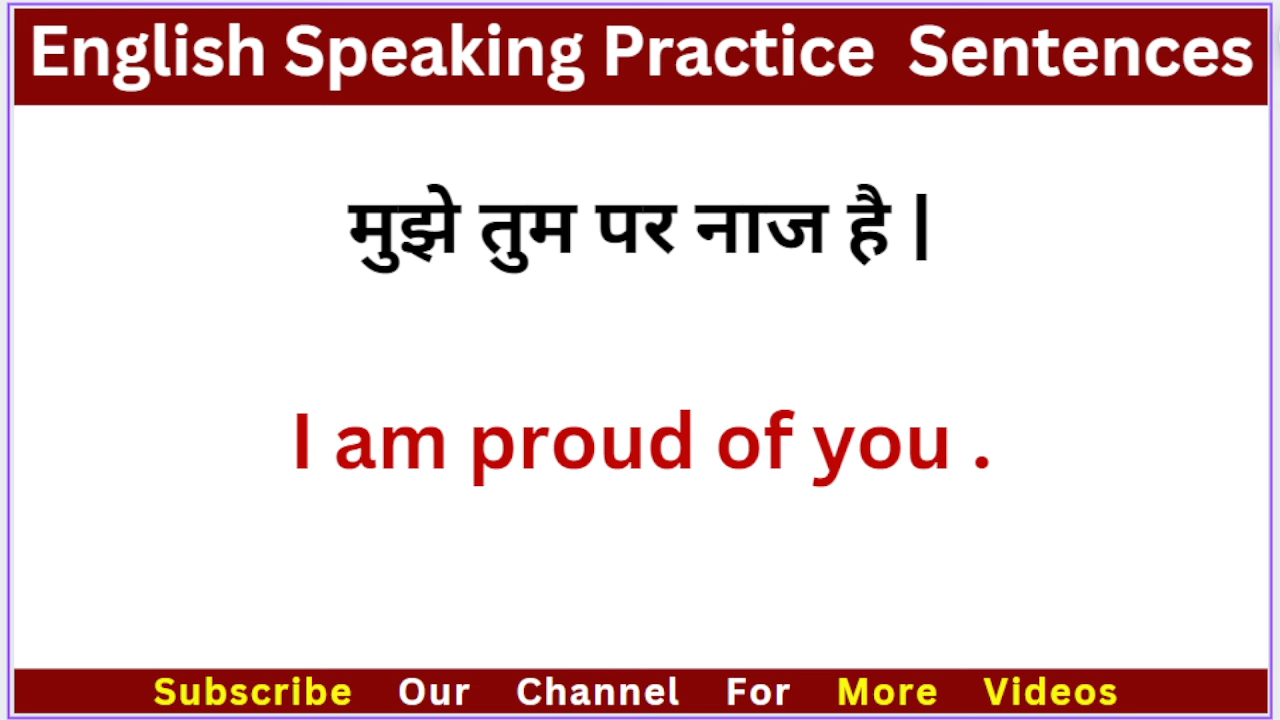 English Speaking Practice Sentences
मुझे तुम पर नाज है |
I am proud of you .
Subscribe Our Channel For More Videos